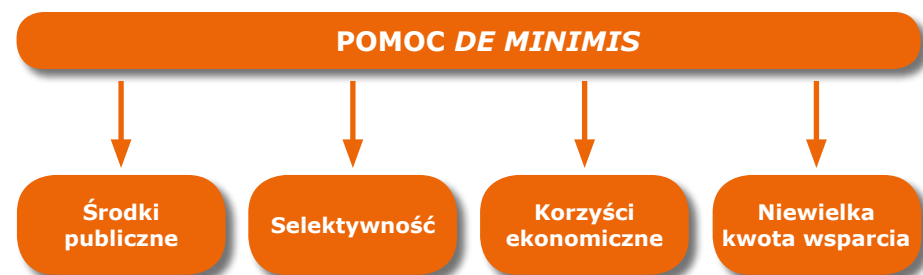 POMOC DE MINIMIS
Środki
publiczne
Selektywność
Korzyści
ekonomiczne
Niewielka
kwota wsparcia